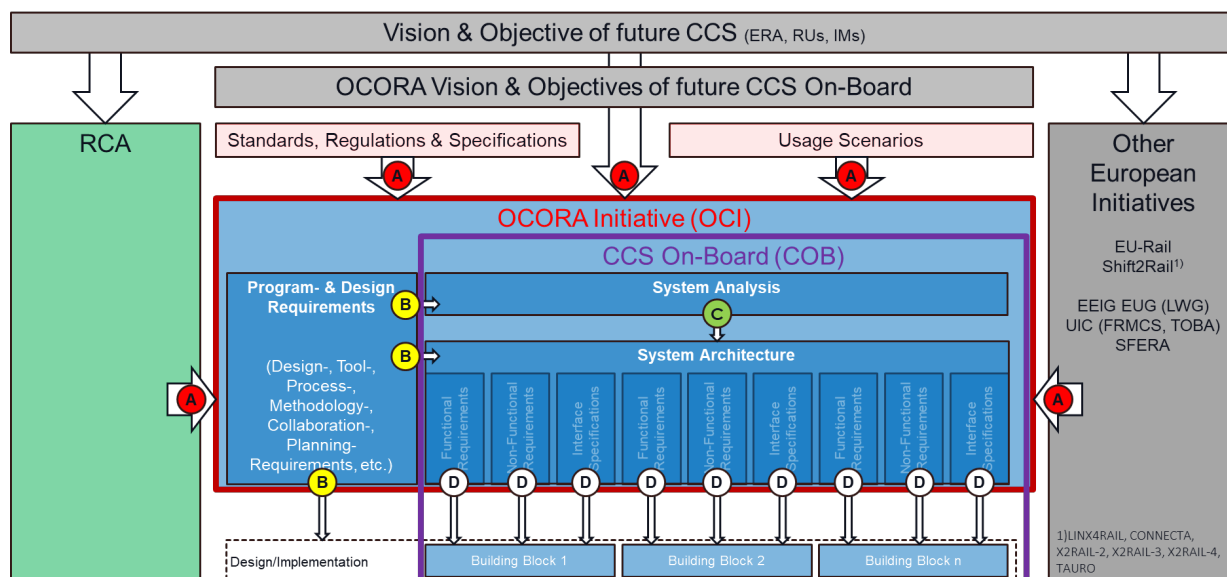 Vision & Objective of future CCS (ERA, RUs, IMs)
OCORA Vision & Objectives of future CCS On-Board
RCA
Standards, Regulations & Specifications
Usage Scenarios
Other
European
Initiatives
A
A
A
OCORA Initiative (OCI)
EU-Rail
Shift2Rail1)
EEIG EUG (LWG)
UIC (FRMCS, TOBA)
SFERA
CCS On-Board (COB)
Program- & Design
Requirements
B
System Analysis
C
B
System Architecture
(Design-, Tool-,
Process-,
Methodology-,
Collaboration-,
Planning-
Requirements, etc.)
A
A
Functional
Requirements
Non-Functional
Requirements
Interface
Specifications
Functional
Requirements
Non-Functional
Requirements
Interface
Specifications
Functional
Requirements
Non-Functional
Requirements
Interface
Specifications
B
D
D
D
D
D
D
D
D
D
Design/Implementation
Building Block 1
Building Block 2
Building Block n
1)LINX4RAIL, CONNECTA,
X2RAIL-2, X2RAIL-3, X2RAIL-4,
TAURO